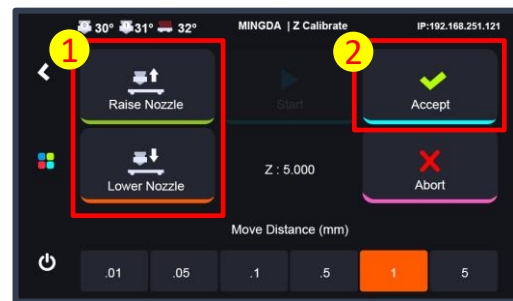 30° 31° 32° MINGDA | Z Calibrate IP:192.168.251.121
1
2
Raise Nozzle Start Accept
Lower Nozzle Z : 5.000 Abort
Move Distance (mm)
.01 .05 .1 .5 1 5